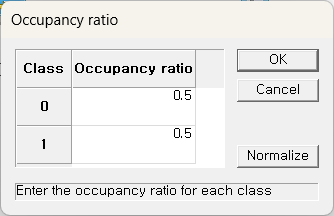 Occupancy ratio
Class Occupancy ratio
0 0.5
1 0.5
OK
Cancel
Normalize
Enter the occupancy ratio for each class